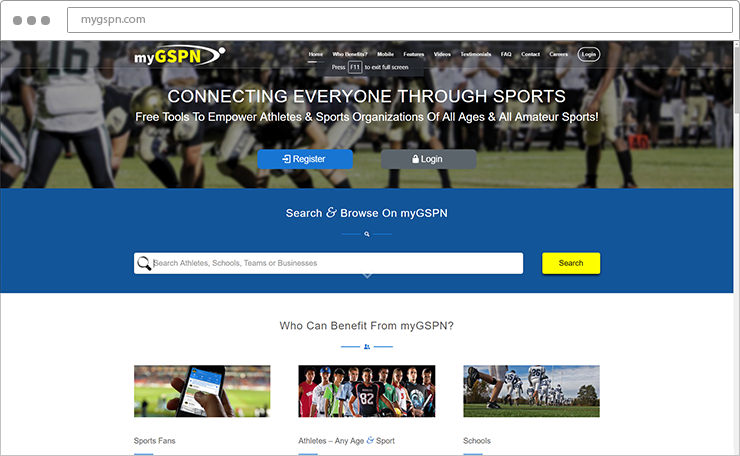 mygspn.com
myGSPN
Home Who Benefits? Mobile Features Videos Testimonials FAQ Contact Careers Login
Press F11 to exit full screen
CONNECTING EVERYONE THROUGH SPORTS
Free Tools To Empower Athletes & Sports Organizations Of All Ages & All Amateur Sports!
Register Login
Search & Browse On myGSPN
Search Athletes, Schools, Teams or Businesses Search
Who Can Benefit From myGSPN?
16
82
Sports Fans Athletes – Any Age & Sport Schools